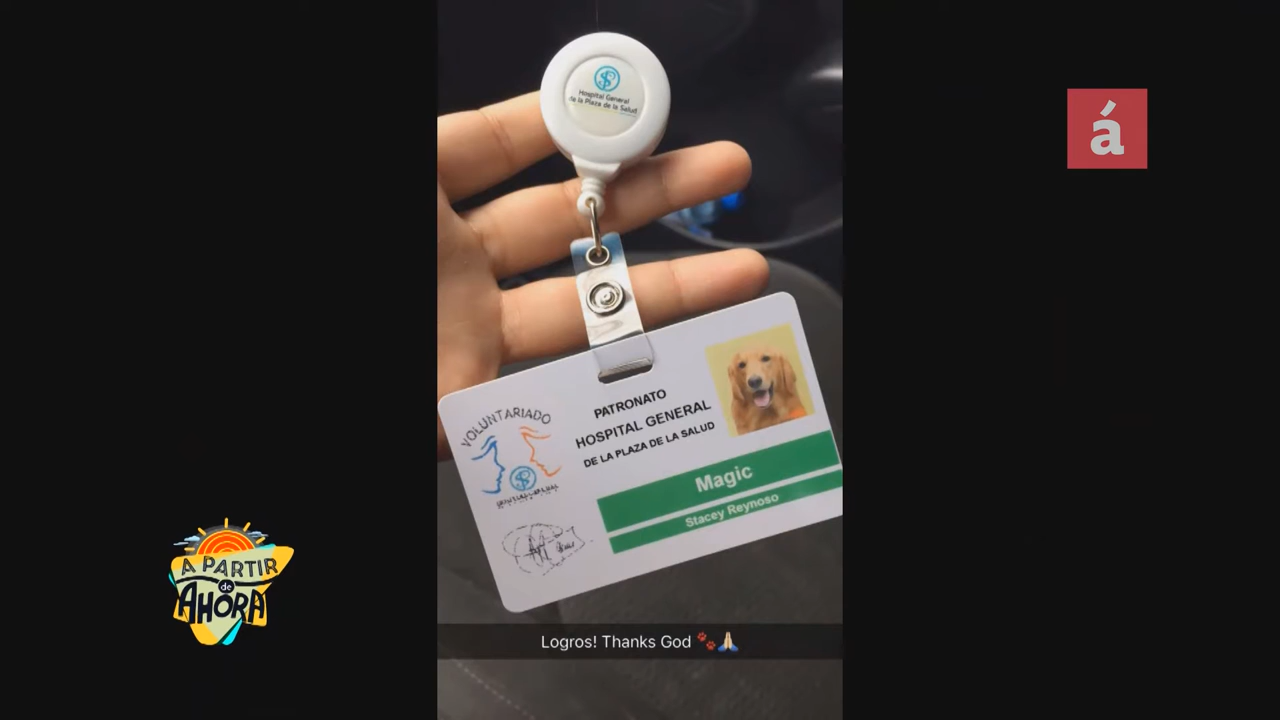 Hospital General
de la Plaza de la Salud
á
VOLUNTARIADO
PATRONATO
HOSPITAL GENERAL
DE LA PLAZA DE LA SALUD
Magic
Stacey Reynoso
A PARTIR
de
AHORA
Logros! Thanks God 🐾🙏🏻